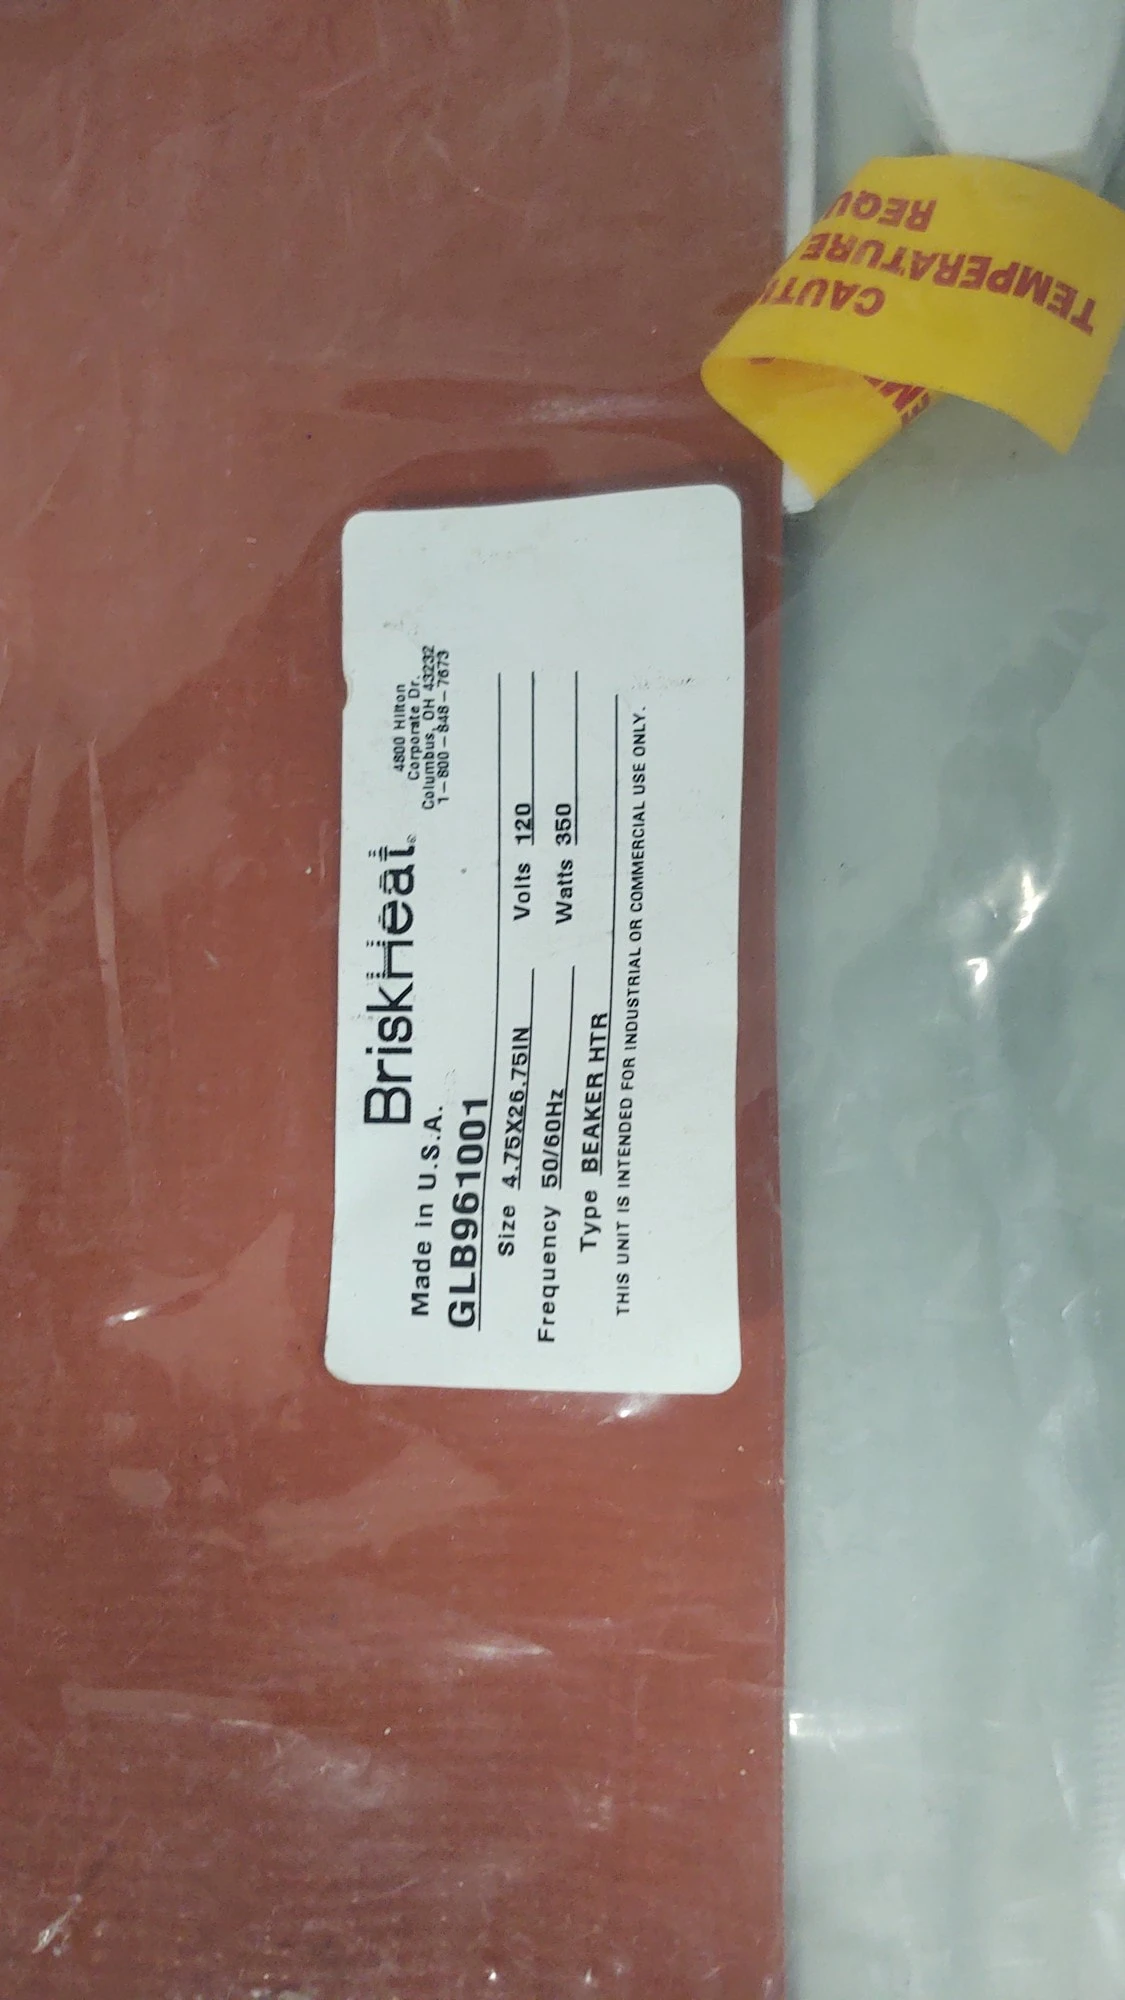 BriskHeat®
4800 Hilton
Corporate Dr.
Columbus, OH 43232
1-800-848-7673
Made in U.S.A.
GLB961001
Size 4.75X26.75IN Volts 120
Frequency 50/60Hz Watts 350
Type BEAKER HTR
THIS UNIT IS INTENDED FOR INDUSTRIAL OR COMMERCIAL USE ONLY.
CAUTI
TEMPERATURE
REQU